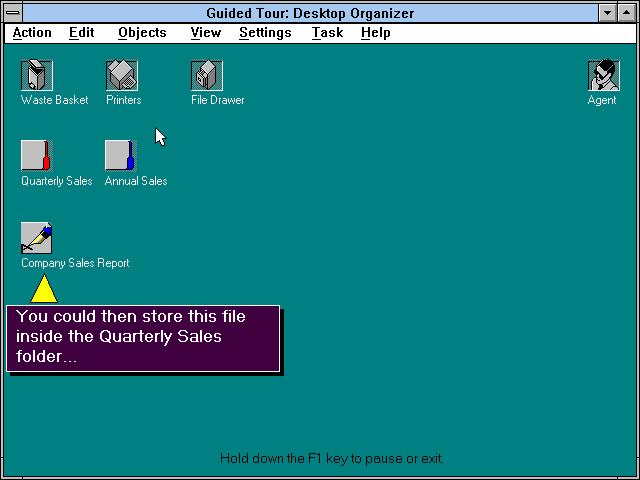 Guided Tour: Desktop Organizer
Action Edit Objects View Settings Task Help
Waste Basket Printers File Drawer Agent
Quarterly Sales Annual Sales
Company Sales Report
You could then store this file
inside the Quarterly Sales
folder...
Hold down the F1 key to pause or exit.